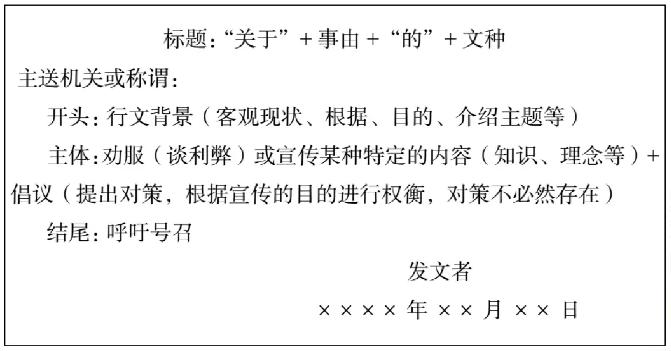 标题：“关于”+事由+“的”+文种
主送机关或称谓：
开头：行文背景（客观现状、根据、目的、介绍主题等）
主体：劝服（谈利弊）或宣传某种特定的内容（知识、理念等）+
倡议（提出对策，根据宣传的目的进行权衡，对策不必然存在）
结尾：呼吁号召
发文者
××××年××月××日